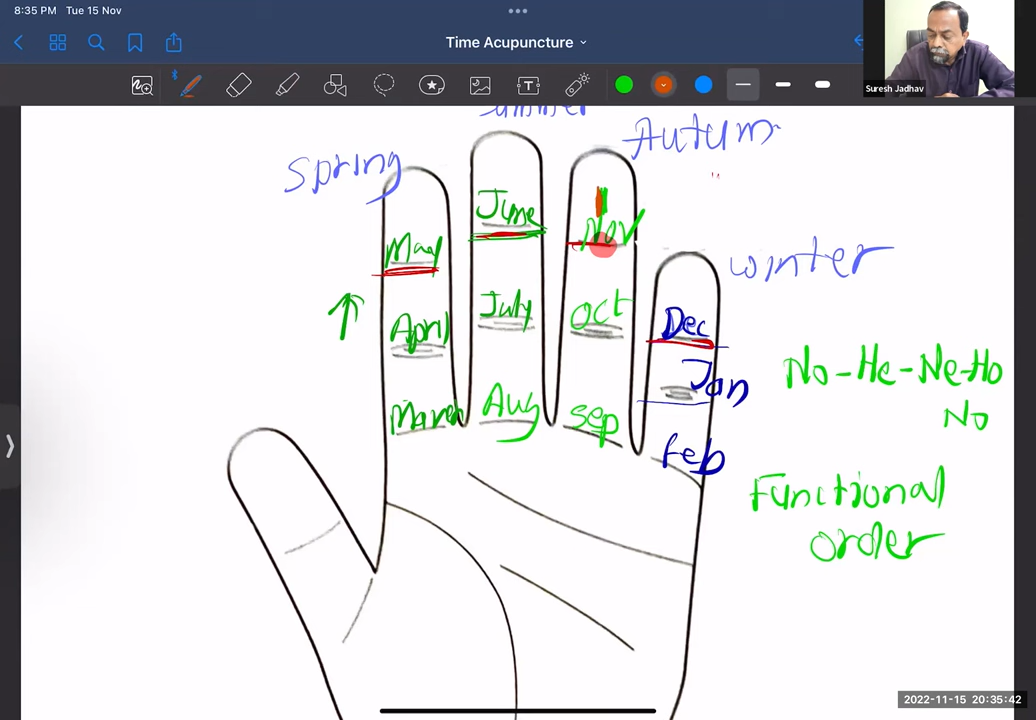 8:35 PM Tue 15 Nov
Time Acupuncture
T
Suresh Jadhav
Autum
Spring
June
Nov
May
winter
July
Oct
Dec
April
No-He-Ne-Ho
Jan
March
Aug
Sep
No
Feb
Functional
order
2022-11-15 20:35:42